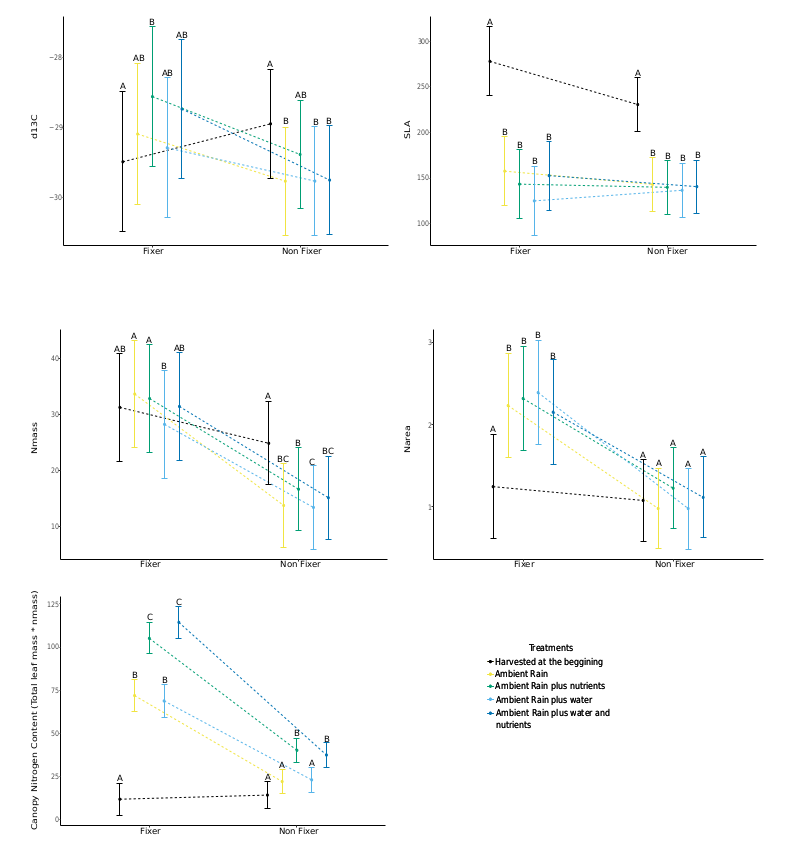 d13C
−28
−29
−30
A
AB
B
AB
AB
A
B
AB
B
B
Fixer
Non Fixer
SLA
300
250
200
150
100
A
B
B
B
B
A
B
B
B
B
Fixer
Non Fixer
Nmass
40
30
20
10
AB
A
A
B
AB
A
BC
B
C
BC
Fixer
Non Fixer
Narea
3
2
1
A
B
B
B
B
A
A
A
A
A
Fixer
Non Fixer
Canopy Nitrogen Content (Total leaf mass * nmass)
125
100
75
50
25
0
A
B
C
B
C
A
A
B
A
B
Fixer
Non Fixer
Treatments
Harvested at the beggining
Ambient Rain
Ambient Rain plus nutrients
Ambient Rain plus water
Ambient Rain plus water and
nutrients